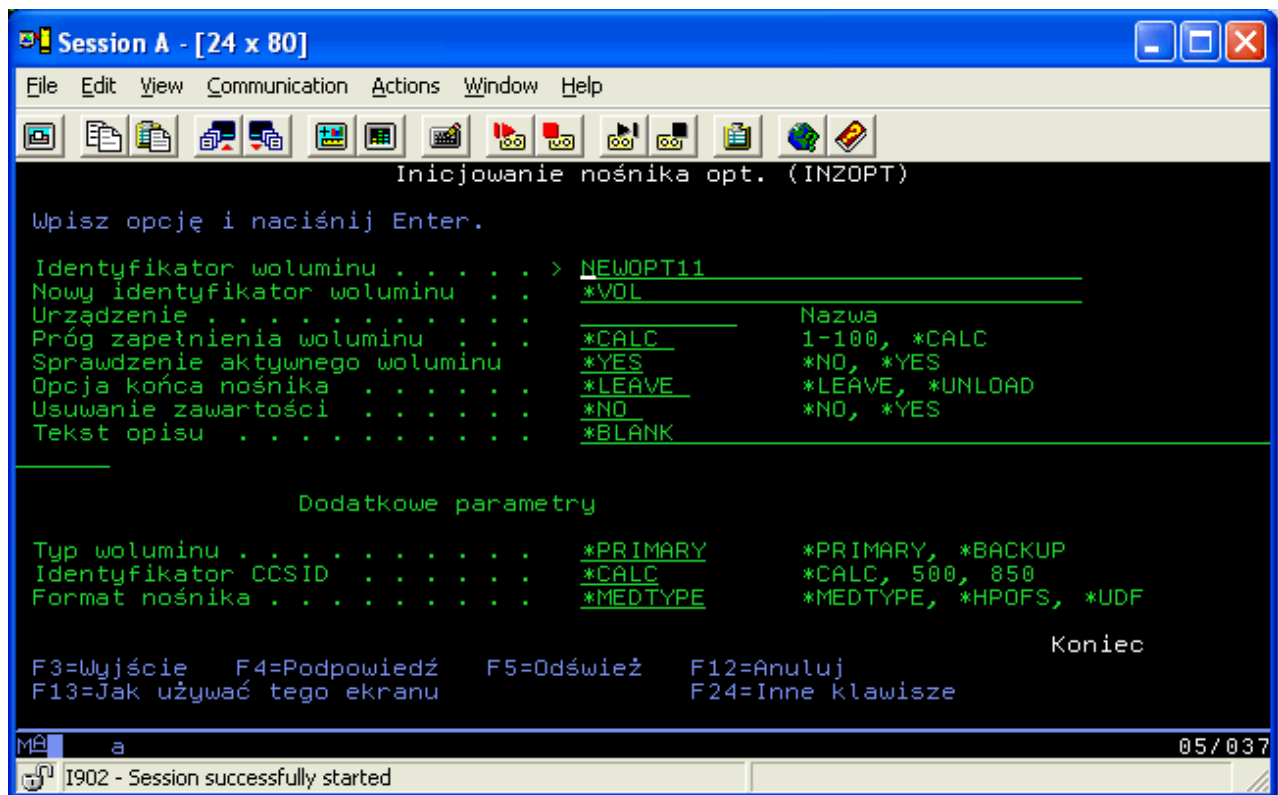 Session A - [24 x 80]
File Edit View Communication Actions Window Help
Inicjowanie nośnika opt. (INZOPT)
Wpisz opcję i naciśnij Enter.
Identyfikator woluminu . . . . . > NEWOPT11
Nowy identyfikator woluminu . . *VOL
Urządzenie . . . . . . . . . . . Nazwa
Próg zapełnienia woluminu . . . *CALC 1-100, *CALC
Sprawdzenie aktywnego woluminu *YES *NO, *YES
Opcja końca nośnika . . . . . . *LEAVE *LEAVE, *UNLOAD
Usuwanie zawartości . . . . . . *NO *NO, *YES
Tekst opisu . . . . . . . . . . *BLANK
Dodatkowe parametry
Typ woluminu . . . . . . . . . . *PRIMARY *PRIMARY, *BACKUP
Identyfikator CCSID . . . . . . *CALC *CALC, 500, 850
Format nośnika . . . . . . . . . *MEDTYPE *MEDTYPE, *HPOFS, *UDF
Koniec
F3=Wyjście F4=Podpowiedź F5=Odśwież F12=Anuluj
F13=Jak używać tego ekranu F24=Inne klawisze
MA a 05/037
I902 - Session successfully started